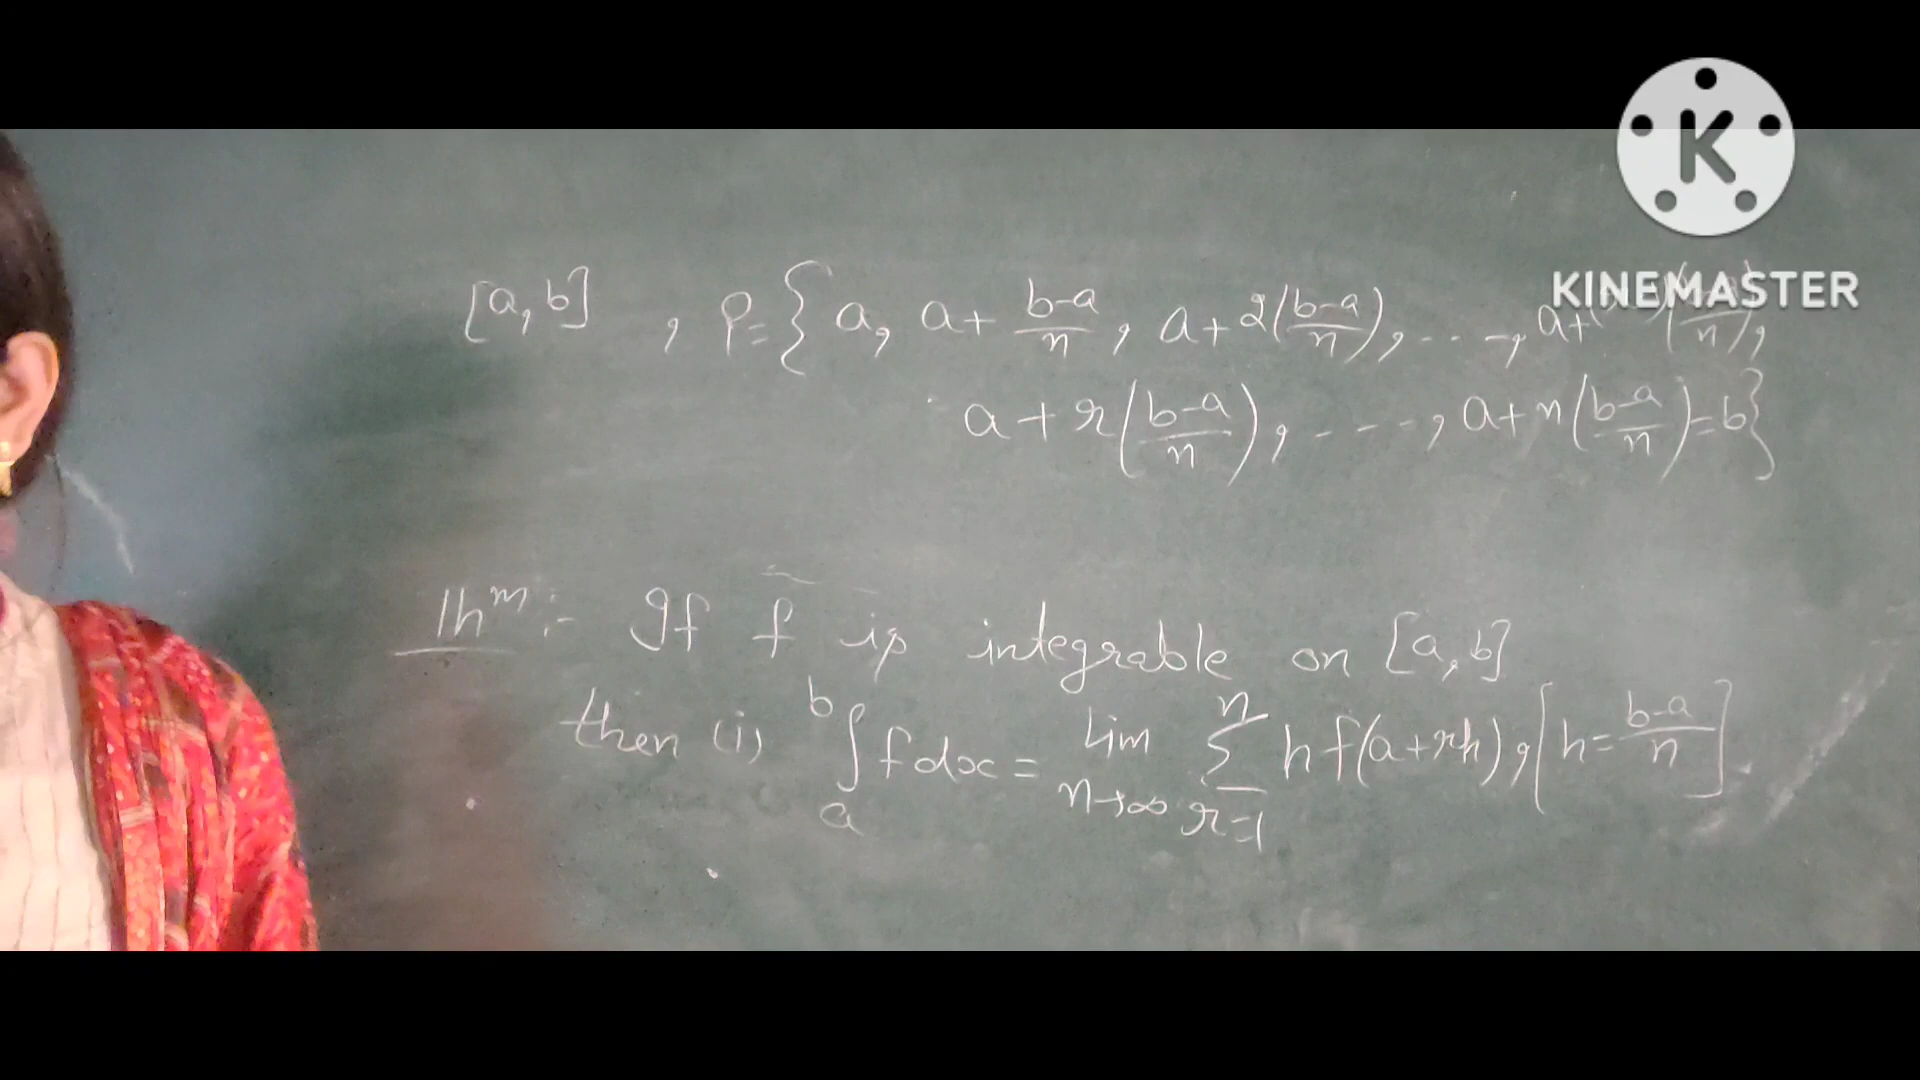 K
KINEMASTER
[a,b] , P={a, a+ b-a/n, a+2(b-a/n), ..., a+ ( /n),
a+r(b-a/n), ----, a+n(b-a/n)=b}
Thm:- If f is integrable on [a,b]
then (i) ∫_a^b f dx = Lim_{n→∞} Σ_{r=1}^n h f(a+rh), [h= b-a/n]